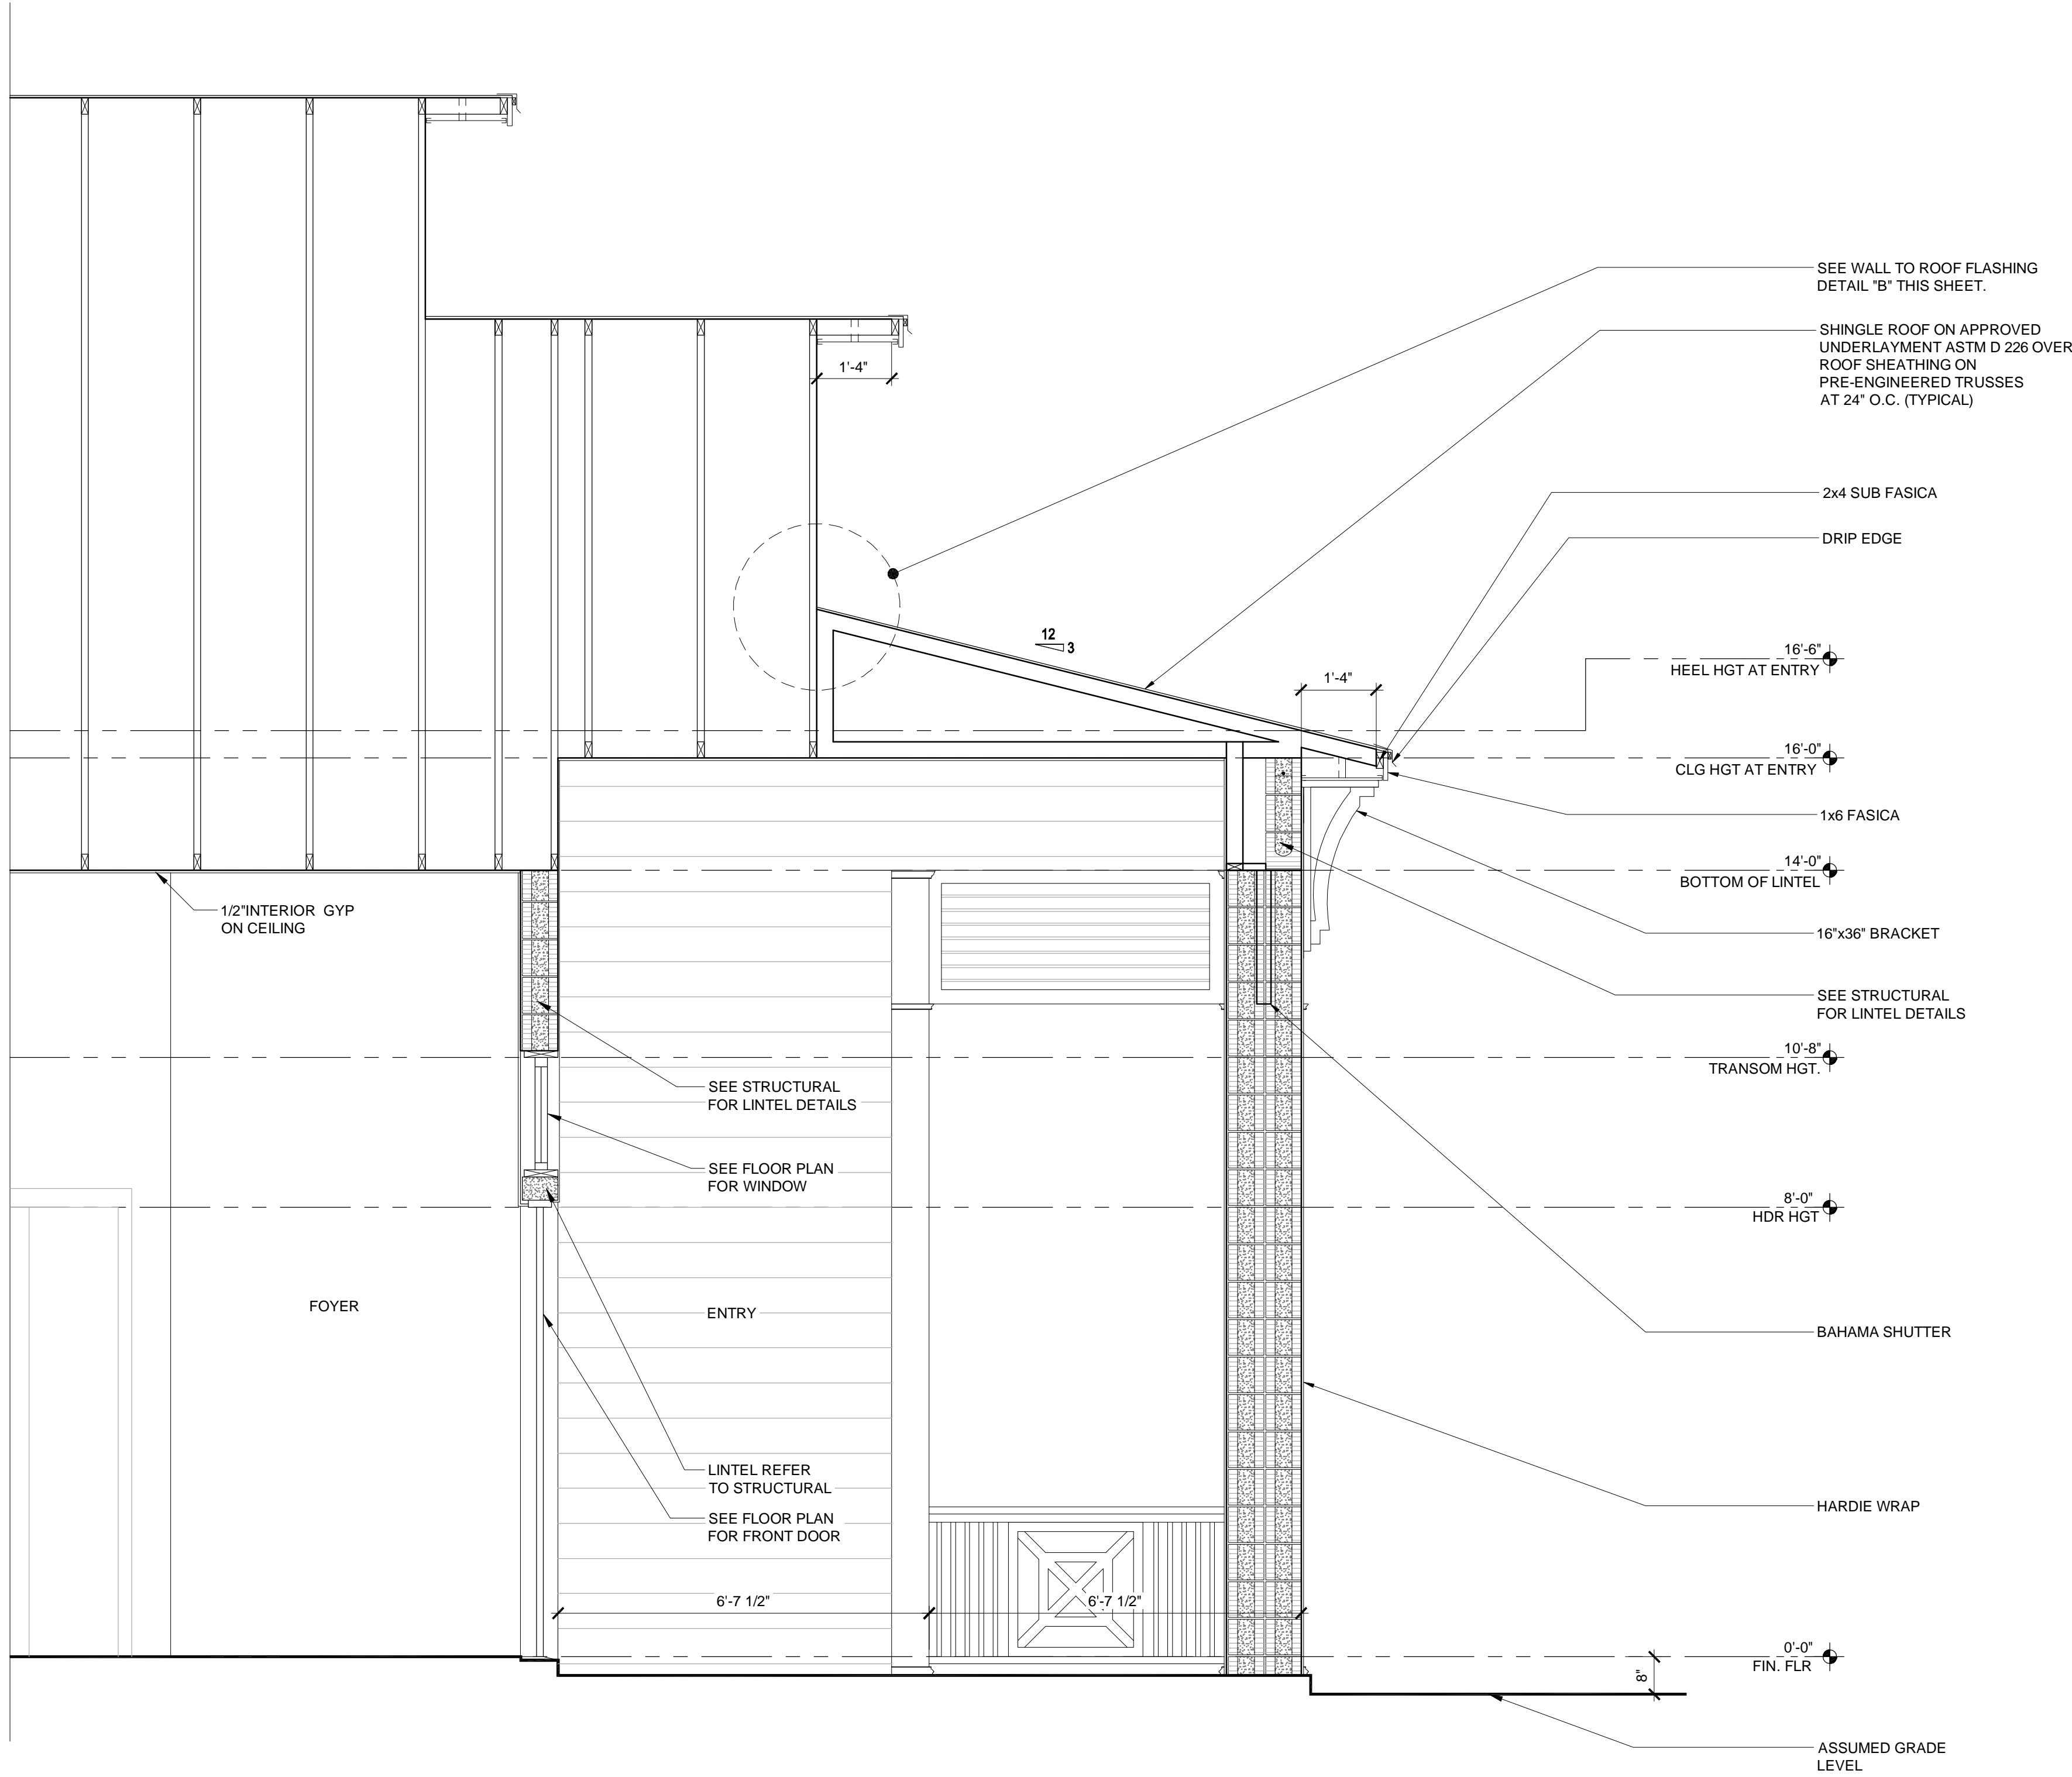 SEE WALL TO ROOF FLASHING
DETAIL "B" THIS SHEET.
SHINGLE ROOF ON APPROVED
UNDERLAYMENT ASTM D 226 OVER
ROOF SHEATHING ON
PRE-ENGINEERED TRUSSES
AT 24" O.C. (TYPICAL)
1'-4"
2x4 SUB FASICA
DRIP EDGE
12
3
16'-6"
HEEL HGT AT ENTRY
1'-4"
16'-0"
CLG HGT AT ENTRY
1x6 FASICA
14'-0"
BOTTOM OF LINTEL
1/2"INTERIOR GYP
ON CEILING
16"x36" BRACKET
SEE STRUCTURAL
FOR LINTEL DETAILS
10'-8"
TRANSOM HGT.
SEE STRUCTURAL
FOR LINTEL DETAILS
SEE FLOOR PLAN
FOR WINDOW
8'-0"
HDR HGT
FOYER
ENTRY
BAHAMA SHUTTER
LINTEL REFER
TO STRUCTURAL
SEE FLOOR PLAN
FOR FRONT DOOR
HARDIE WRAP
6'-7 1/2"
6'-7 1/2"
0'-0"
FIN. FLR
8"
ASSUMED GRADE
LEVEL